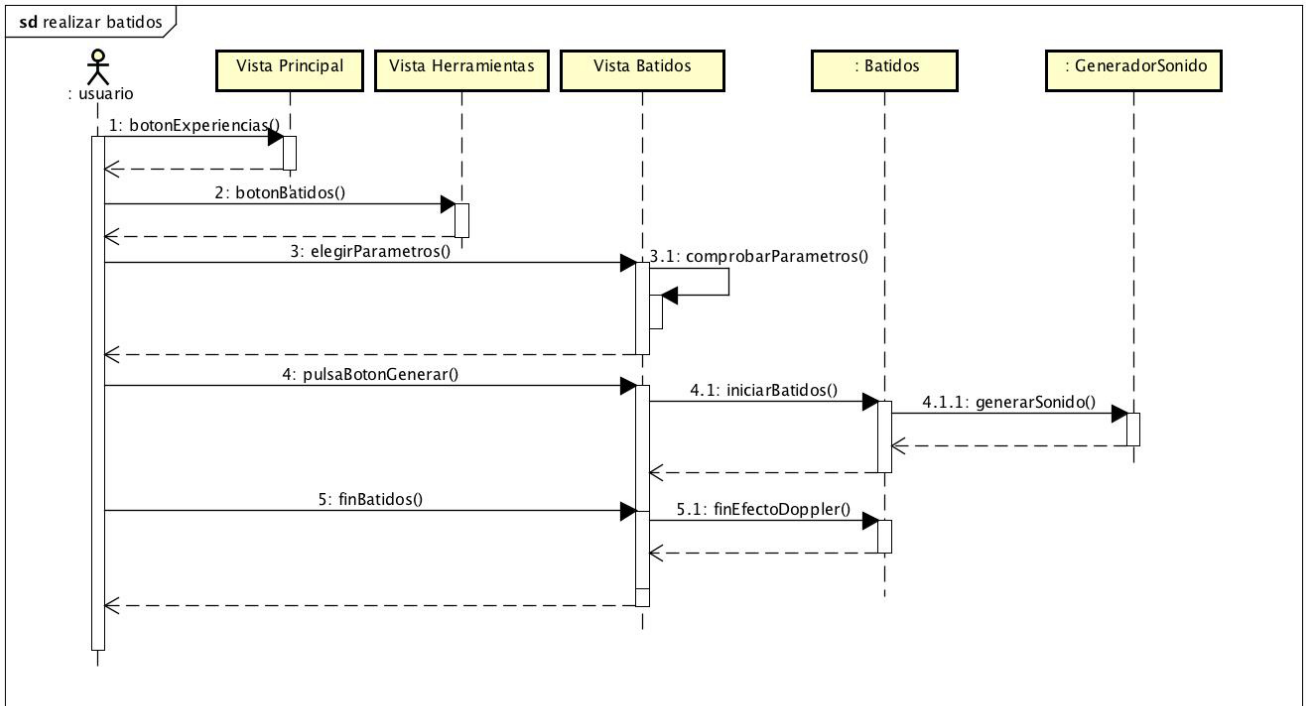 sd realizar batidos
: usuario
Vista Principal
Vista Herramientas
Vista Batidos
: Batidos
: GeneradorSonido
1: botonExperiencias()
2: botonBatidos()
3: elegirParametros()
3.1: comprobarParametros()
4: pulsaBotonGenerar()
4.1: iniciarBatidos()
4.1.1: generarSonido()
5: finBatidos()
5.1: finEfectoDoppler()